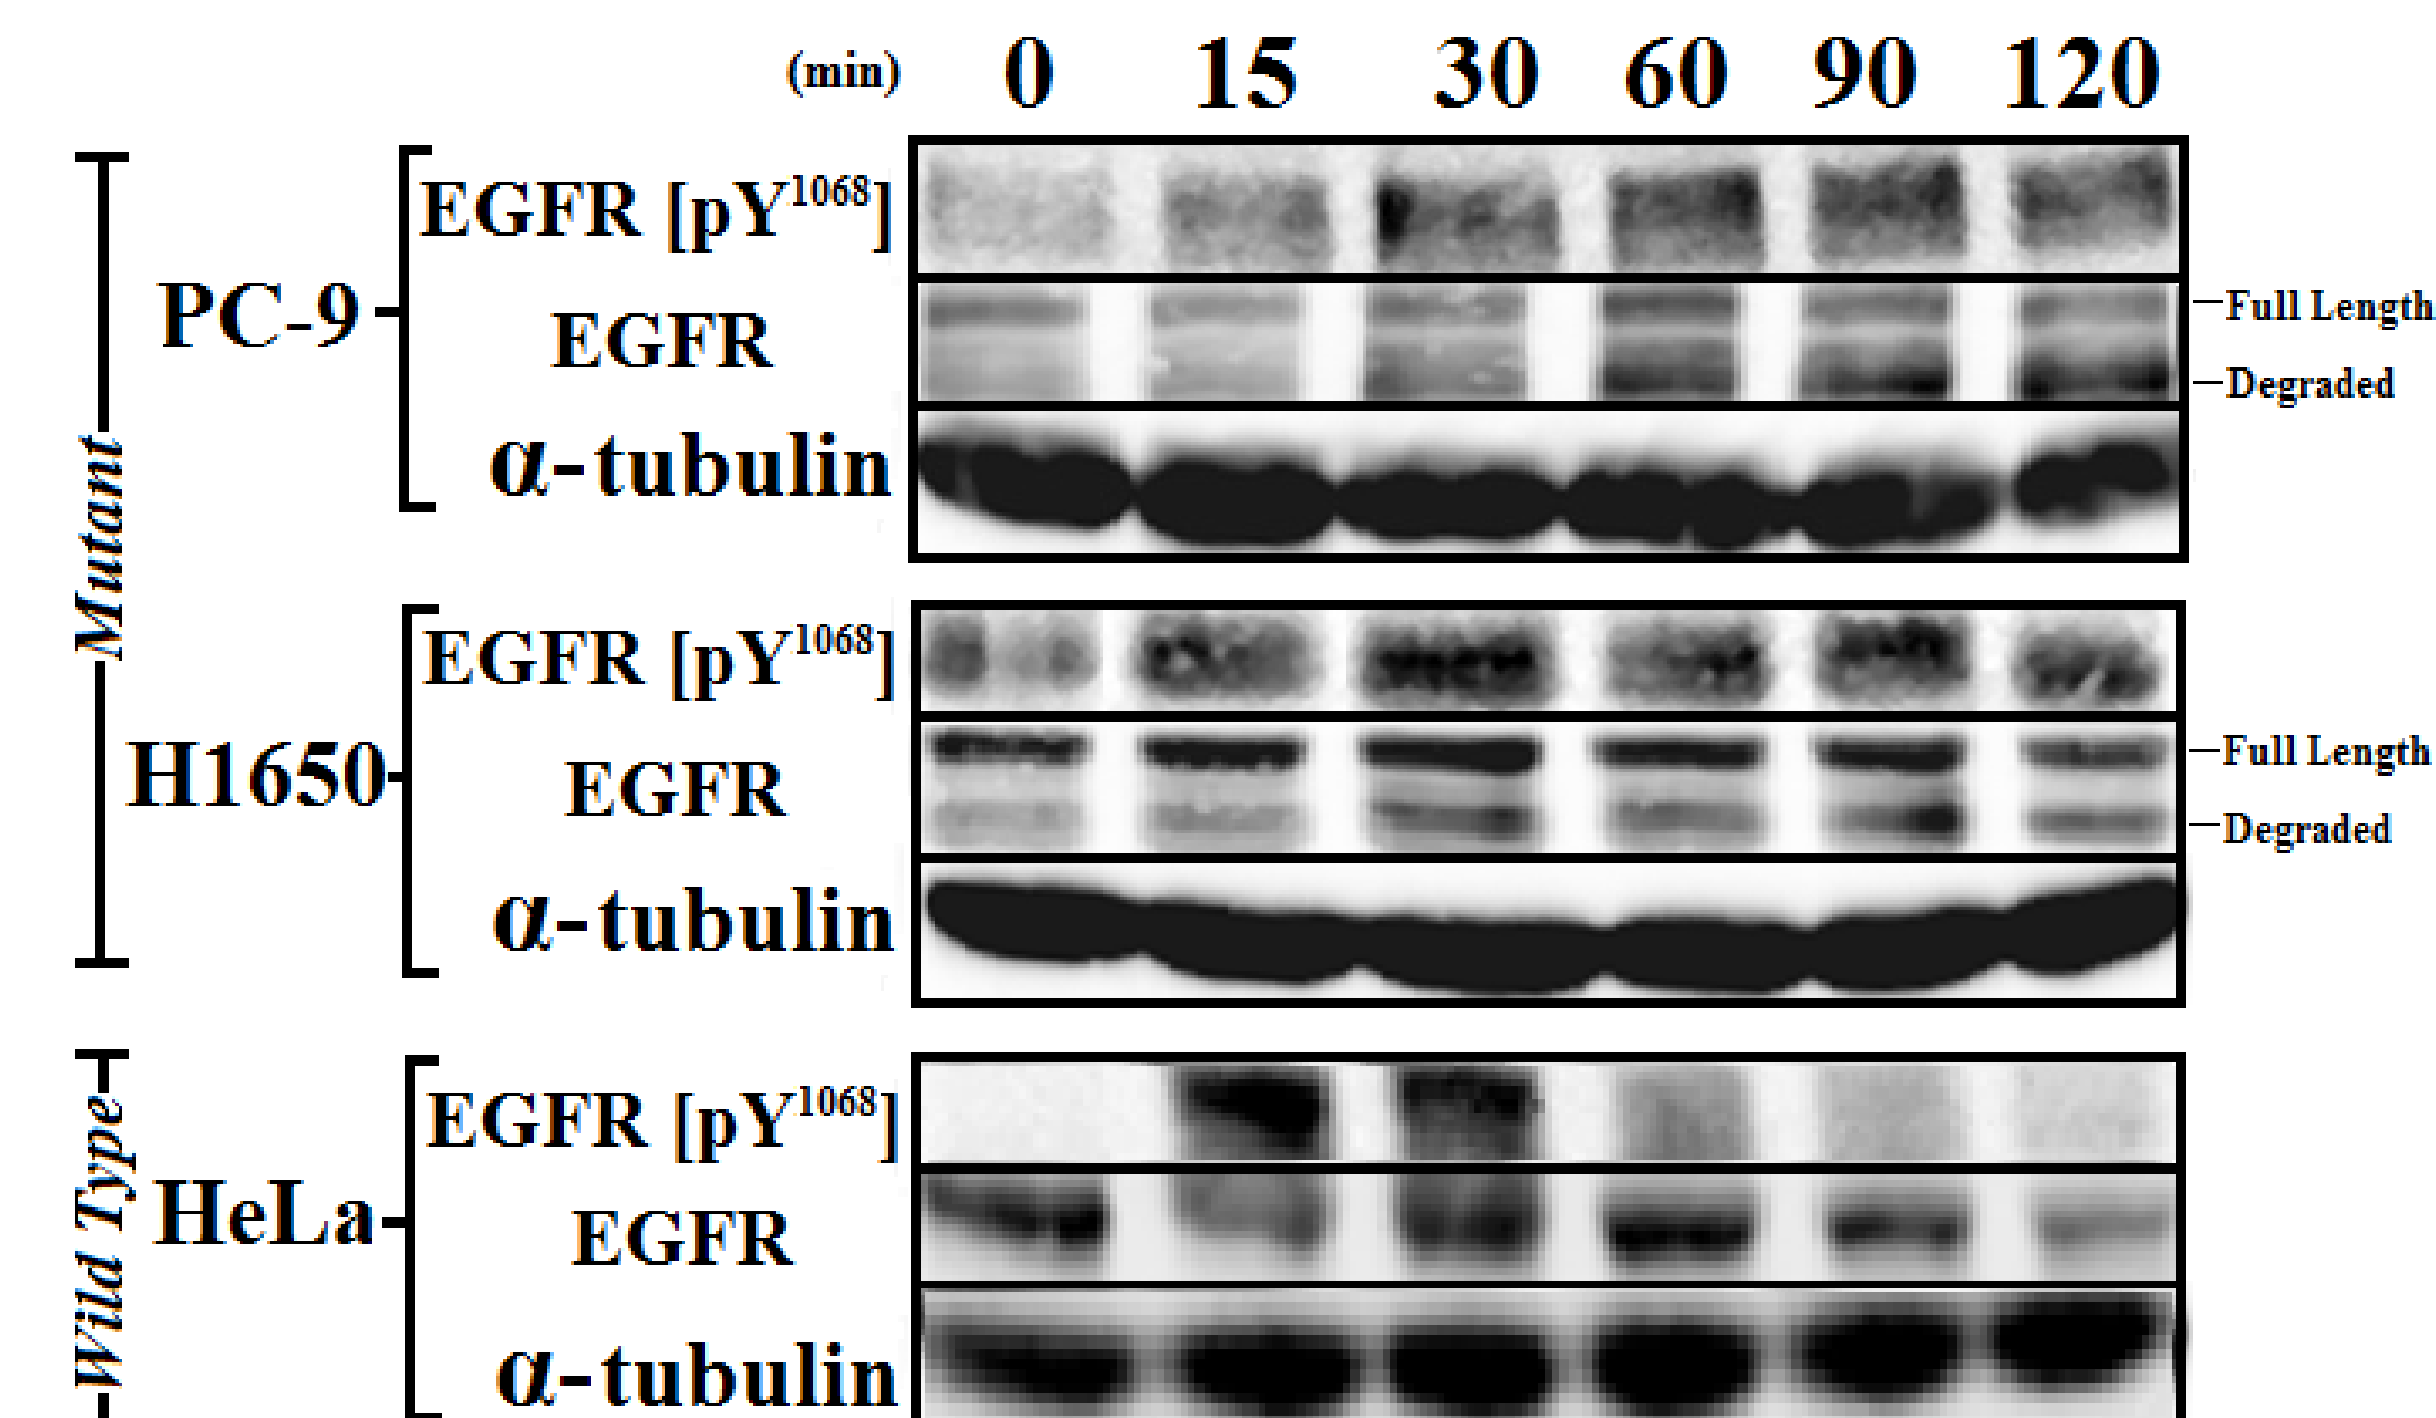 (min) 0 15 30 60 90 120
Mutant
PC-9
EGFR [pY¹⁰⁶⁸]
EGFR
Full Length
Degraded
α-tubulin
H1650
EGFR [pY¹⁰⁶⁸]
EGFR
Full Length
Degraded
α-tubulin
Wild Type
HeLa
EGFR [pY¹⁰⁶⁸]
EGFR
α-tubulin